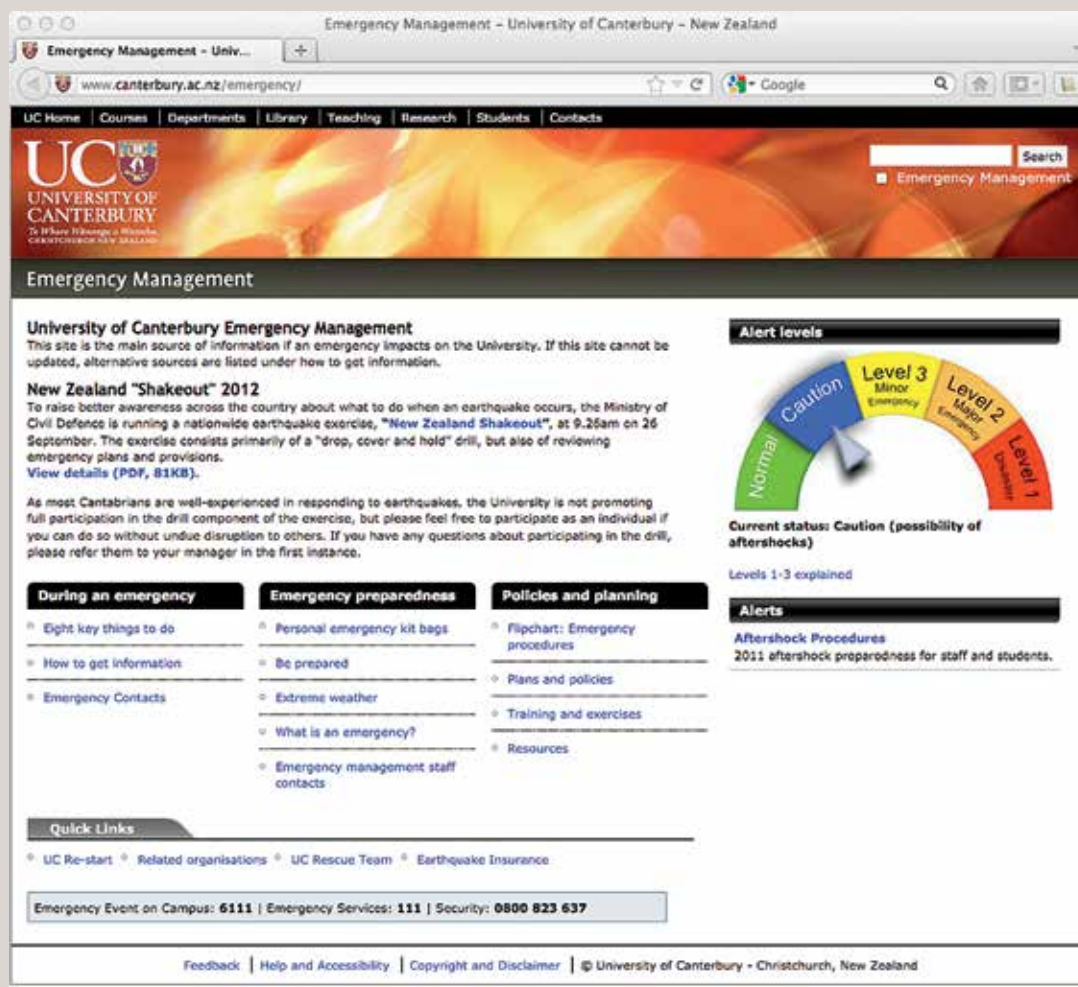 Emergency Management – University of Canterbury – New Zealand
Emergency Management – Univ...
www.canterbury.ac.nz/emergency/
Google
UC Home | Courses | Departments | Library | Teaching | Research | Students | Contacts
UC
UNIVERSITY OF
CANTERBURY
Te Whare Wānanga o Waitaha
CHRISTCHURCH NEW ZEALAND
Search
Emergency Management
Emergency Management
University of Canterbury Emergency Management
This site is the main source of information if an emergency impacts on the University. If this site cannot be
updated, alternative sources are listed under how to get information.
New Zealand "Shakeout" 2012
To raise better awareness across the country about what to do when an earthquake occurs, the Ministry of
Civil Defence is running a nationwide earthquake exercise, "New Zealand Shakeout", at 9.26am on 26
September. The exercise consists primarily of a "drop, cover and hold" drill, but also of reviewing
emergency plans and provisions.
View details (PDF, 81KB).
As most Cantabrians are well-experienced in responding to earthquakes, the University is not promoting
full participation in the drill component of the exercise, but please feel free to participate as an individual if
you can do so without undue disruption to others. If you have any questions about participating in the drill,
please refer them to your manager in the first instance.
During an emergency
Eight key things to do
How to get information
Emergency Contacts
Emergency preparedness
Personal emergency kit bags
Be prepared
Extreme weather
What is an emergency?
Emergency management staff
contacts
Policies and planning
Flipchart: Emergency
procedures
Plans and policies
Training and exercises
Resources
Alert levels
Normal
Caution
Level 3
Minor
Emergency
Level 2
Major
Emergency
Level 1
Disaster
Current status: Caution (possibility of
aftershocks)
Levels 1-3 explained
Alerts
Aftershock Procedures
2011 aftershock preparedness for staff and students.
Quick Links
UC Re-start Related organisations UC Rescue Team Earthquake Insurance
Emergency Event on Campus: 6111 | Emergency Services: 111 | Security: 0800 823 637
Feedback | Help and Accessibility | Copyright and Disclaimer | © University of Canterbury - Christchurch, New Zealand